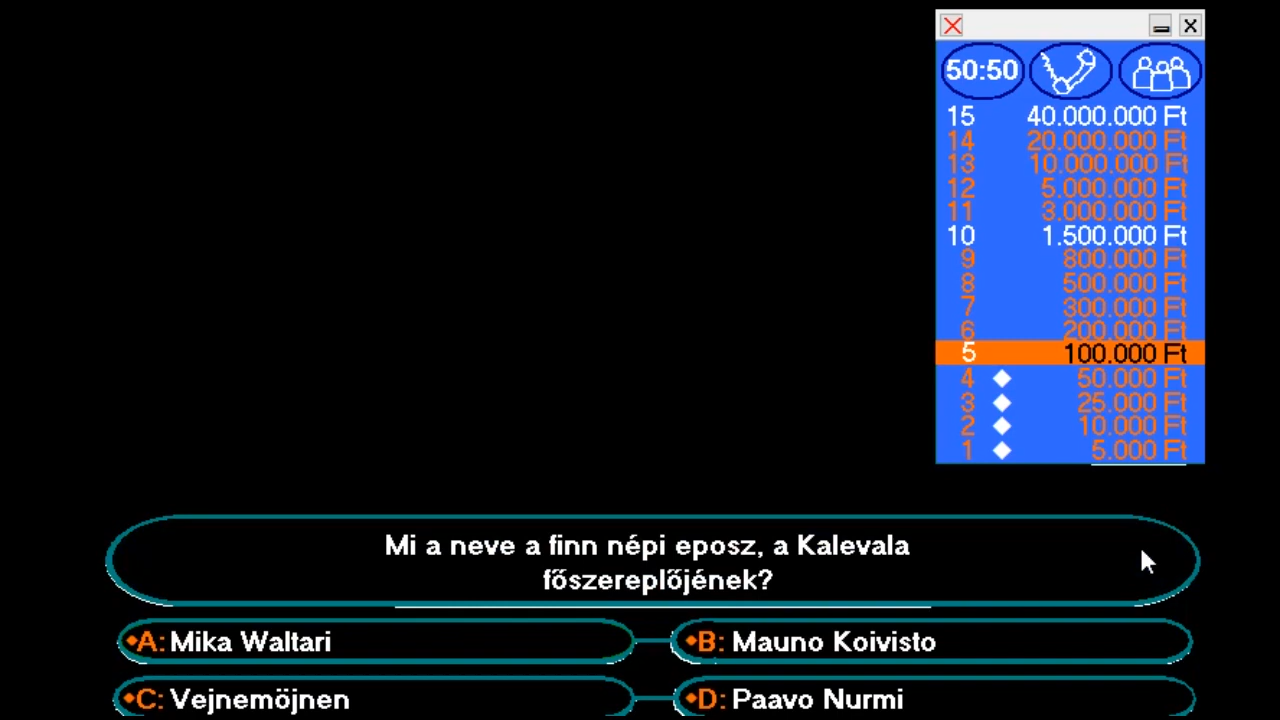 50:50
15 40.000.000 Ft
14 20.000.000 Ft
13 10.000.000 Ft
12 5.000.000 Ft
11 3.000.000 Ft
10 1.500.000 Ft
9 800.000 Ft
8 500.000 Ft
7 300.000 Ft
6 200.000 Ft
5 100.000 Ft
4 50.000 Ft
3 25.000 Ft
2 10.000 Ft
1 5.000 Ft
Mi a neve a finn népi eposz, a Kalevala
főszereplőjének?
A: Mika Waltari
B: Mauno Koivisto
C: Vejnemöjnen
D: Paavo Nurmi